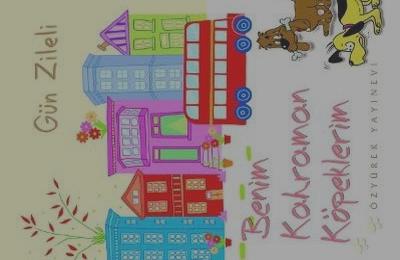 Gün Zileli
Benim
Kahraman
Köpeklerim
ÖZYÜREK YAYINEVİ